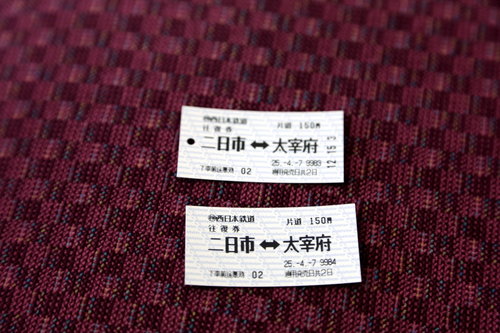 ㊢西日本鉄道 片道 150円
往復券
●二日市⬌太宰府
25.-4.-7 9983
下車前途無効 02 通用発売日共2日
12 15 3
西日本鉄道 片道 150円
往復券
二日市⬌太宰府
25.-4.-7 9984
下車前途無効 02 通用発売日共2日